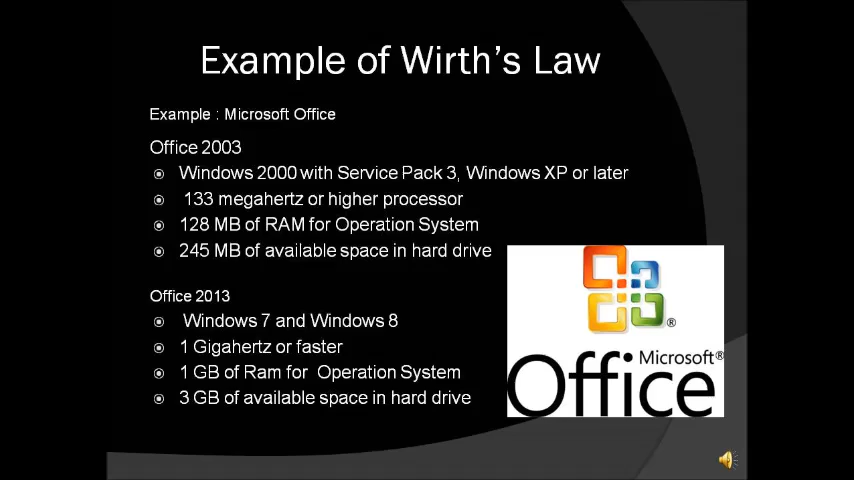 Example of Wirth's Law
Example : Microsoft Office
Office 2003
Windows 2000 with Service Pack 3, Windows XP or later
133 megahertz or higher processor
128 MB of RAM for Operation System
245 MB of available space in hard drive
Office 2013
Windows 7 and Windows 8
1 Gigahertz or faster
1 GB of Ram for Operation System
3 GB of available space in hard drive
®
Microsoft®
Office